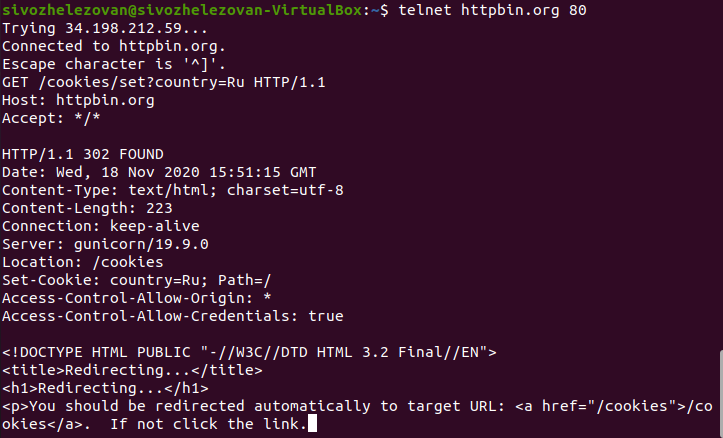 sivozhelezovan@sivozhelezovan-VirtualBox:~$ telnet httpbin.org 80
Trying 34.198.212.59...
Connected to httpbin.org.
Escape character is '^]'.
GET /cookies/set?country=Ru HTTP/1.1
Host: httpbin.org
Accept: */*

HTTP/1.1 302 FOUND
Date: Wed, 18 Nov 2020 15:51:15 GMT
Content-Type: text/html; charset=utf-8
Content-Length: 223
Connection: keep-alive
Server: gunicorn/19.9.0
Location: /cookies
Set-Cookie: country=Ru; Path=/
Access-Control-Allow-Origin: *
Access-Control-Allow-Credentials: true

<!DOCTYPE HTML PUBLIC "-//W3C//DTD HTML 3.2 Final//EN">
<title>Redirecting...</title>
<h1>Redirecting...</h1>
<p>You should be redirected automatically to target URL: <a href="/cookies">/co
okies</a>.  If not click the link.